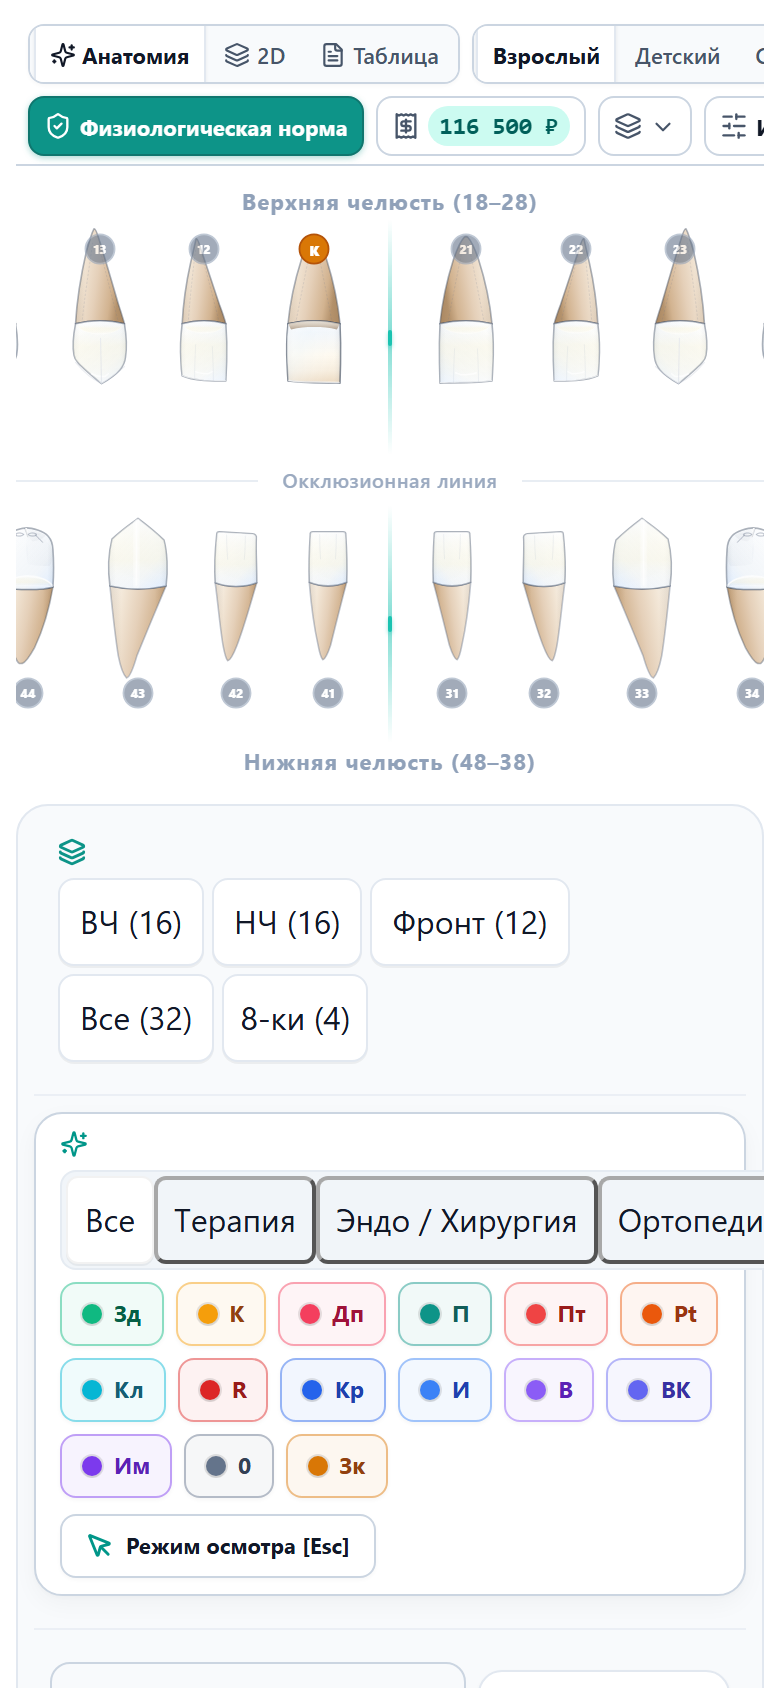 Анатомия 2D Таблица Взрослый Детский
Физиологическая норма 116 500 ₽
Верхняя челюсть (18–28)
13 12 К 21 22 23
Окклюзионная линия
44 43 42 41 31 32 33 34
Нижняя челюсть (48–38)
ВЧ (16) НЧ (16) Фронт (12)
Все (32) 8-ки (4)
Все Терапия Эндо / Хирургия Ортопеди
Зд К Дп П Пт Pt
Кл R Кр И В ВК
Им 0 Зк
Режим осмотра [Esc]